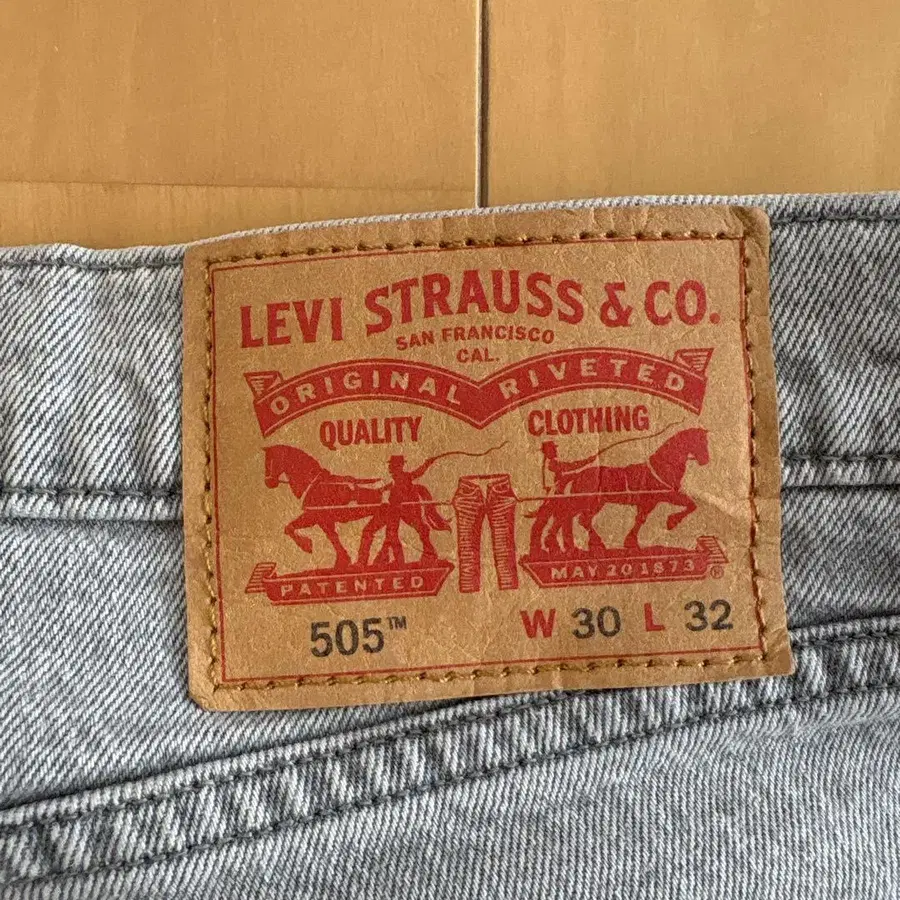 LEVI STRAUSS & CO.
SAN FRANCISCO
CAL.
ORIGINAL RIVETED
QUALITY CLOTHING
PATENTED MAY 20 1873 ®
505™ W 30 L 32